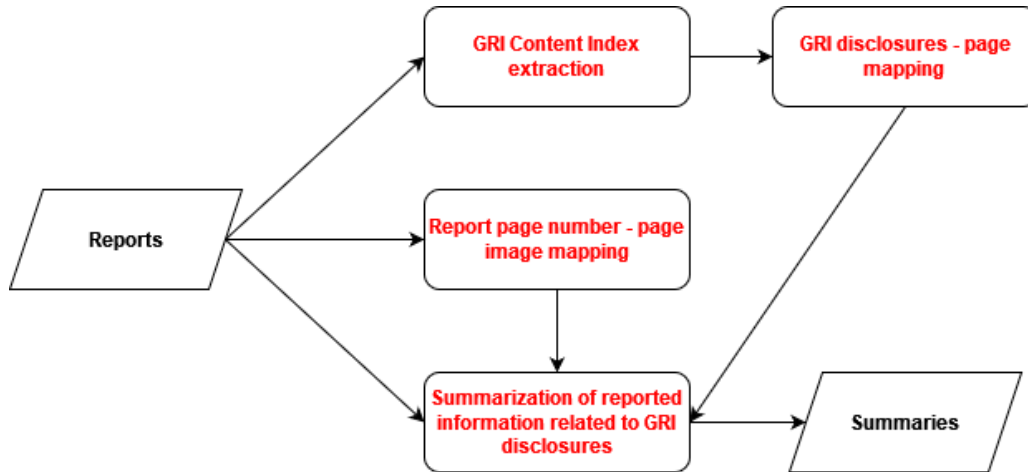 GRI Content Index
extraction
GRI disclosures - page
mapping
Reports
Report page number - page
image mapping
Summarization of reported
information related to GRI
disclosures
Summaries